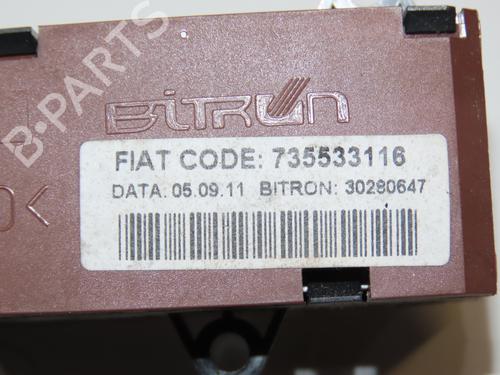 BITRON
FIAT CODE: 735533116
DATA: 05.09.11 BITRON: 30280647
B-PARTS